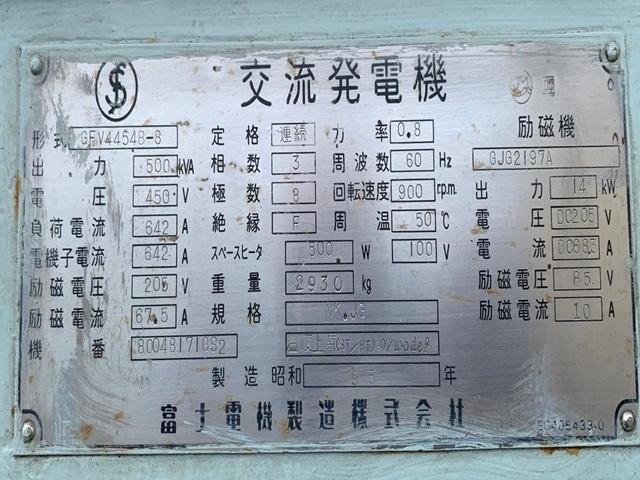 交流発電機
形式 GFV4454B-8 定格 連続 力率 0.8 励磁機
出力 500 kVA 相数 3 周波数 60 Hz GJG2197A
電圧 450 V 極数 8 回転速度 900 r.p.m. 出力 14 kW
負荷電流 642 A 絶縁 F 周温 50 ℃ 電圧 DC205 V
電機子電流 642 A スペースヒータ 500 W 100 V 電流 DC68.3 A
励磁電圧 205 V 重量 2930 kg 励磁電圧 85 V
励磁電流 67.5 A 規格 NK.JG 励磁電流 10 A
機番 8004817IGS2
製造昭和 55 年
富士電機製造株式会社